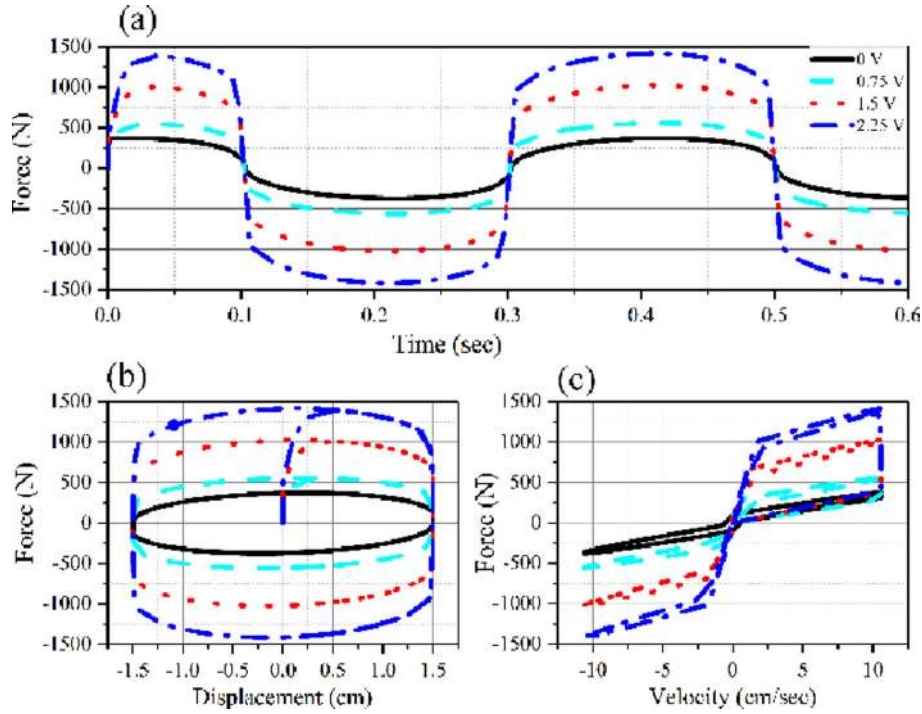 (a)
1500
1000
500
0
-500
-1000
-1500
Force (N)
0 V
0.75 V
1.5 V
2.25 V
0.0 0.1 0.2 0.3 0.4 0.5 0.6
Time (sec)
(b)
1500
1000
500
0
-500
-1000
-1500
Force (N)
-1.5 -1.0 -0.5 0.0 0.5 1.0 1.5
Displacement (cm)
(c)
1500
1000
500
0
-500
-1000
-1500
Force (N)
-10 -5 0 5 10
Velocity (cm/sec)